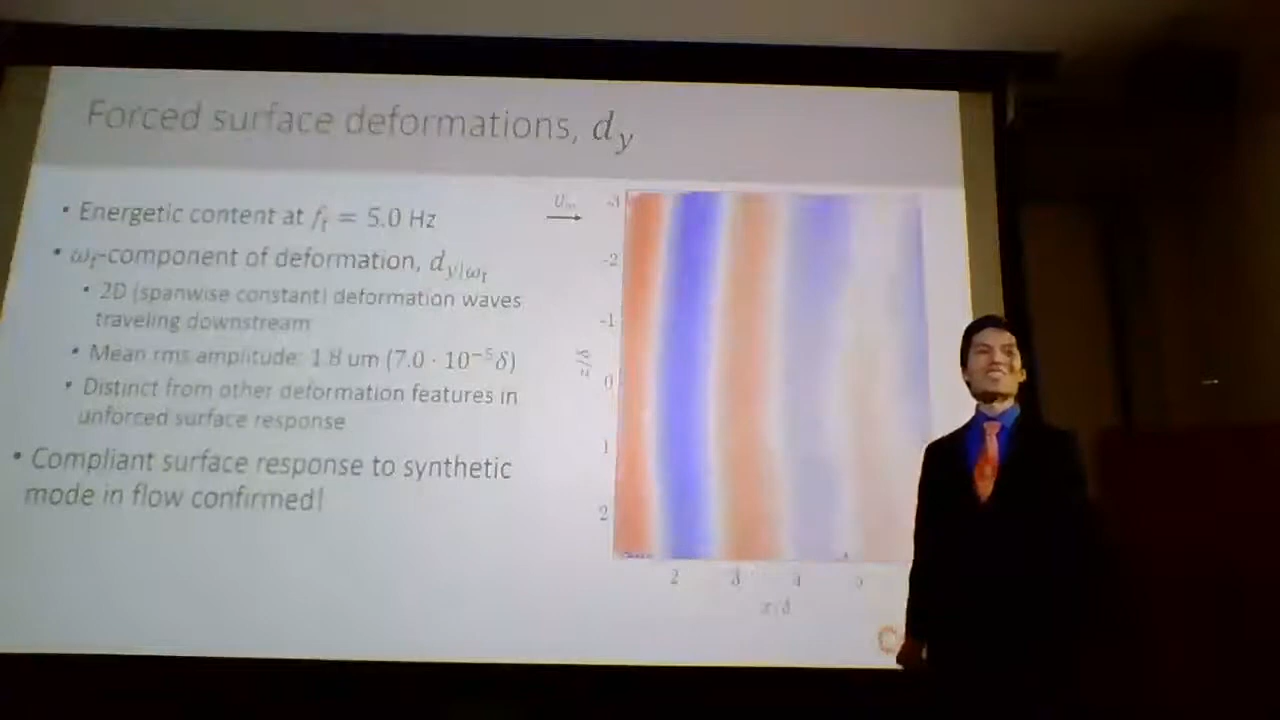 Forced surface deformations, d_y
• Energetic content at f_f = 5.0 Hz
• ω_f-component of deformation, d_y|ω_f
• 2D (spanwise constant) deformation waves
traveling downstream
• Mean rms amplitude: 1.8 um (7.0 · 10⁻⁵δ)
• Distinct from other deformation features in
unforced surface response
• Compliant surface response to synthetic
mode in flow confirmed!
U∞
-2
-1
0
1
2
z/δ
2 3 4 5
x/δ